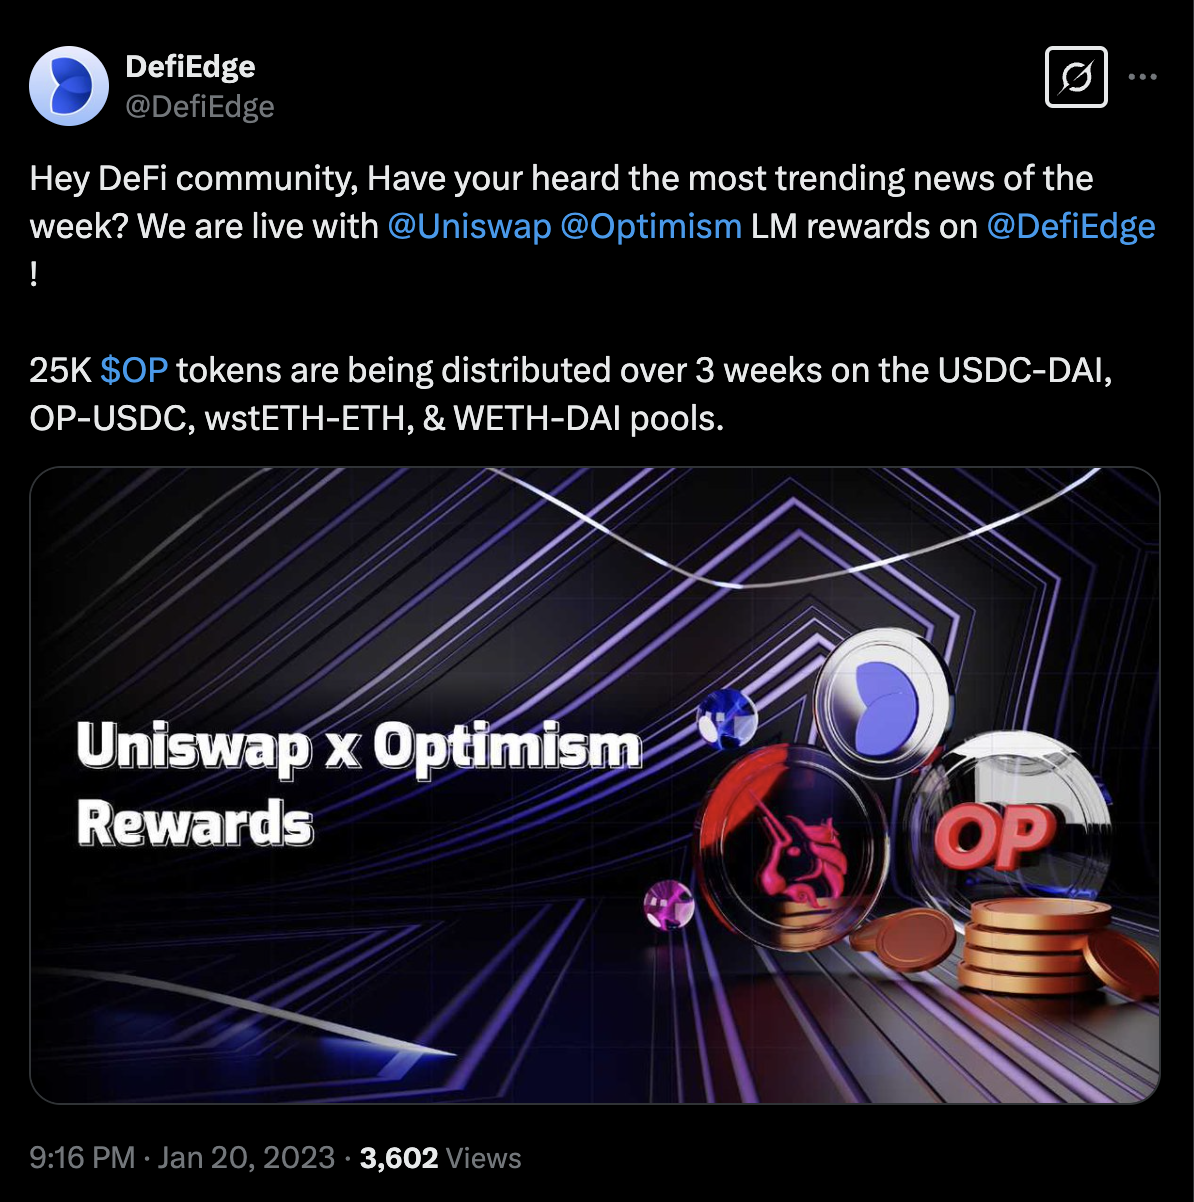 DefiEdge
@DefiEdge
Hey DeFi community, Have your heard the most trending news of the
week? We are live with @Uniswap @Optimism LM rewards on @DefiEdge
!
25K $OP tokens are being distributed over 3 weeks on the USDC-DAI,
OP-USDC, wstETH-ETH, & WETH-DAI pools.
Uniswap x Optimism
Rewards
OP
9:16 PM · Jan 20, 2023 · 3,602 Views